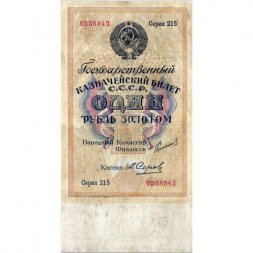 0538942 Серия 215
Государственный
КАЗНАЧЕЙСКИЙ БИЛЕТ
С.С.С.Р.
ОДИН
РУБЛЬ ЗОЛОТОМ
Народный Комиссар
Финансов
Кассир
Серия 215 0538942